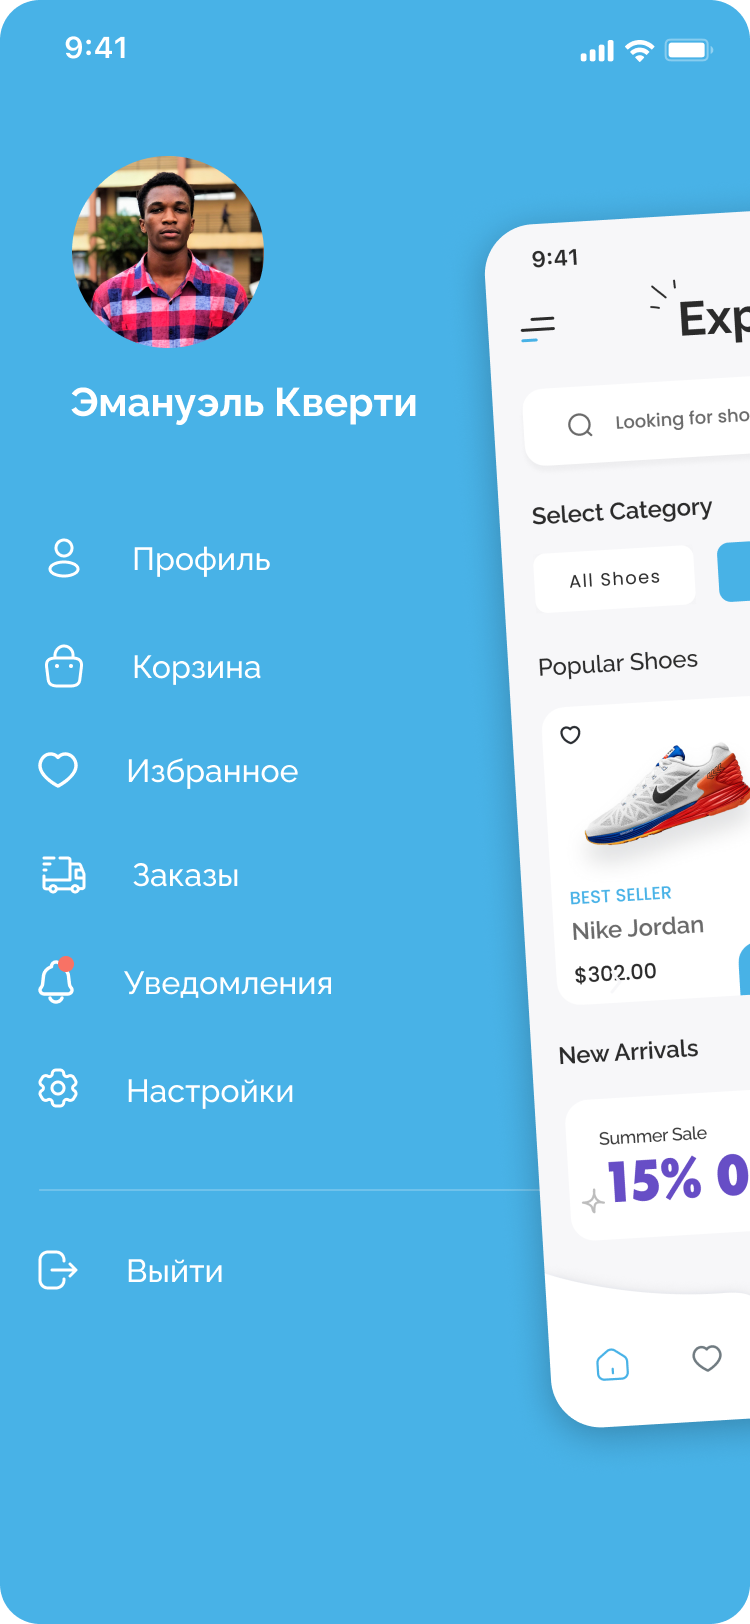 9:41
Эмануэль Кверти
Профиль
Корзина
Избранное
Заказы
Уведомления
Настройки
Выйти
9:41
Exp
Looking for sho
Select Category
All Shoes
Popular Shoes
BEST SELLER
Nike Jordan
$302.00
New Arrivals
Summer Sale
15% O